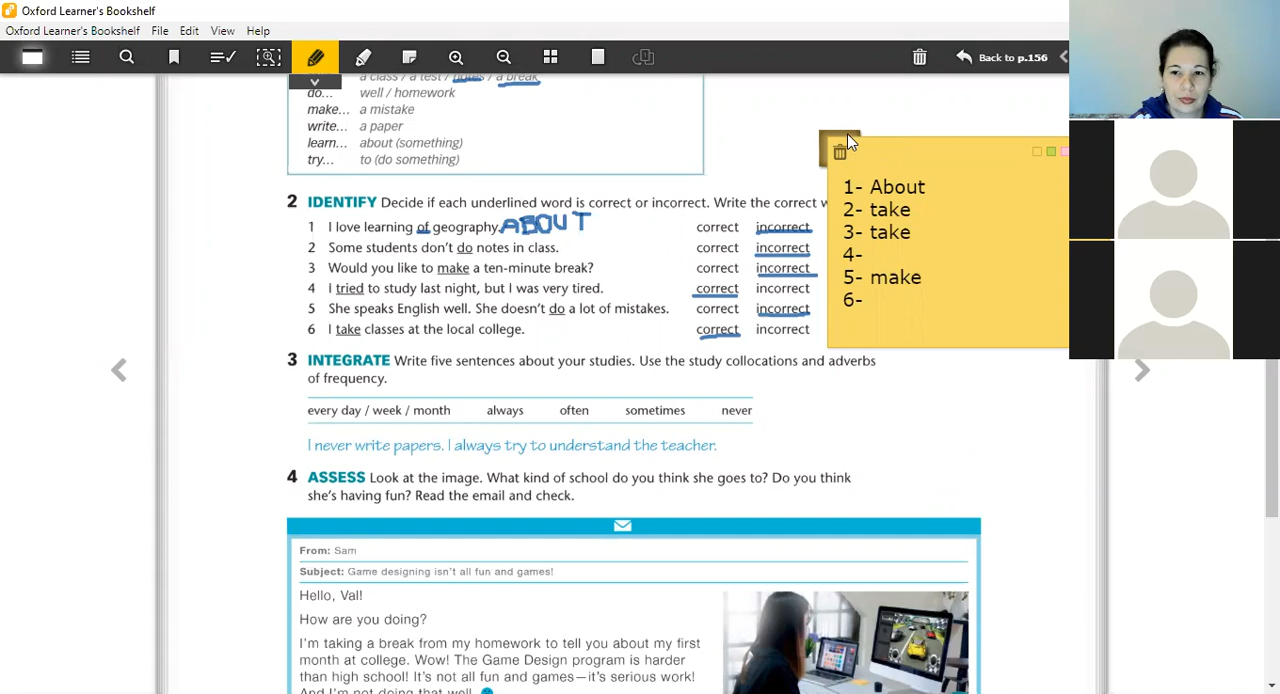 Oxford Learner's Bookshelf
Oxford Learner's Bookshelf File Edit View Help
Back to p.156
a class / a test / notes / a break
do... well / homework
make... a mistake
write... a paper
learn... about (something)
try... to (do something)
2 IDENTIFY Decide if each underlined word is correct or incorrect. Write the correct w
1 I love learning of geography. ABOUT correct incorrect
2 Some students don't do notes in class. correct incorrect
3 Would you like to make a ten-minute break? correct incorrect
4 I tried to study last night, but I was very tired. correct incorrect
5 She speaks English well. She doesn't do a lot of mistakes. correct incorrect
6 I take classes at the local college. correct incorrect
1- About
2- take
3- take
4-
5- make
6-
3 INTEGRATE Write five sentences about your studies. Use the study collocations and adverbs
of frequency.
every day / week / month always often sometimes never
I never write papers. I always try to understand the teacher.
4 ASSESS Look at the image. What kind of school do you think she goes to? Do you think
she's having fun? Read the email and check.
From: Sam
Subject: Game designing isn't all fun and games!
Hello, Val!
How are you doing?
I'm taking a break from my homework to tell you about my first
month at college. Wow! The Game Design program is harder
than high school! It's not all fun and games—it's serious work!
And I'm not doing that well.